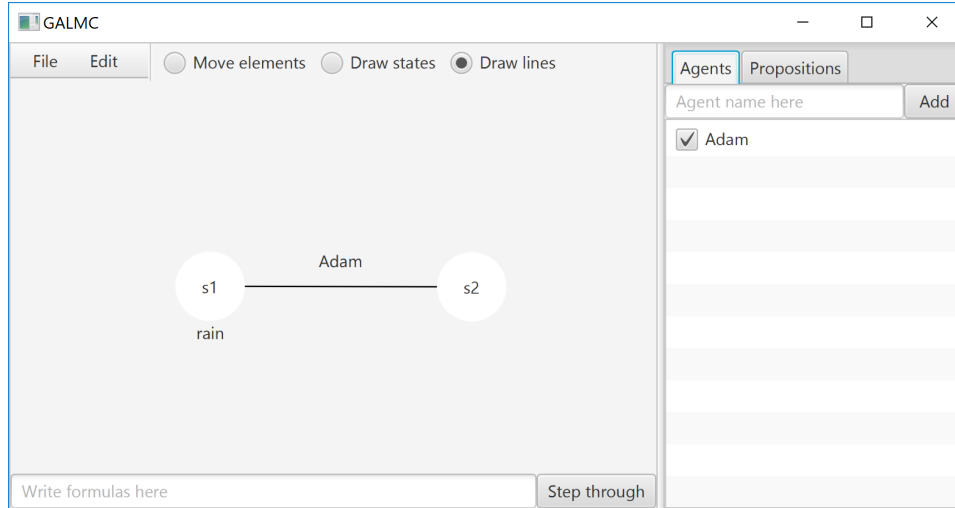 GALMC
File Edit Move elements Draw states Draw lines
Agents Propositions
Agent name here Add
Adam
Adam
s1 s2
rain
Write formulas here Step through